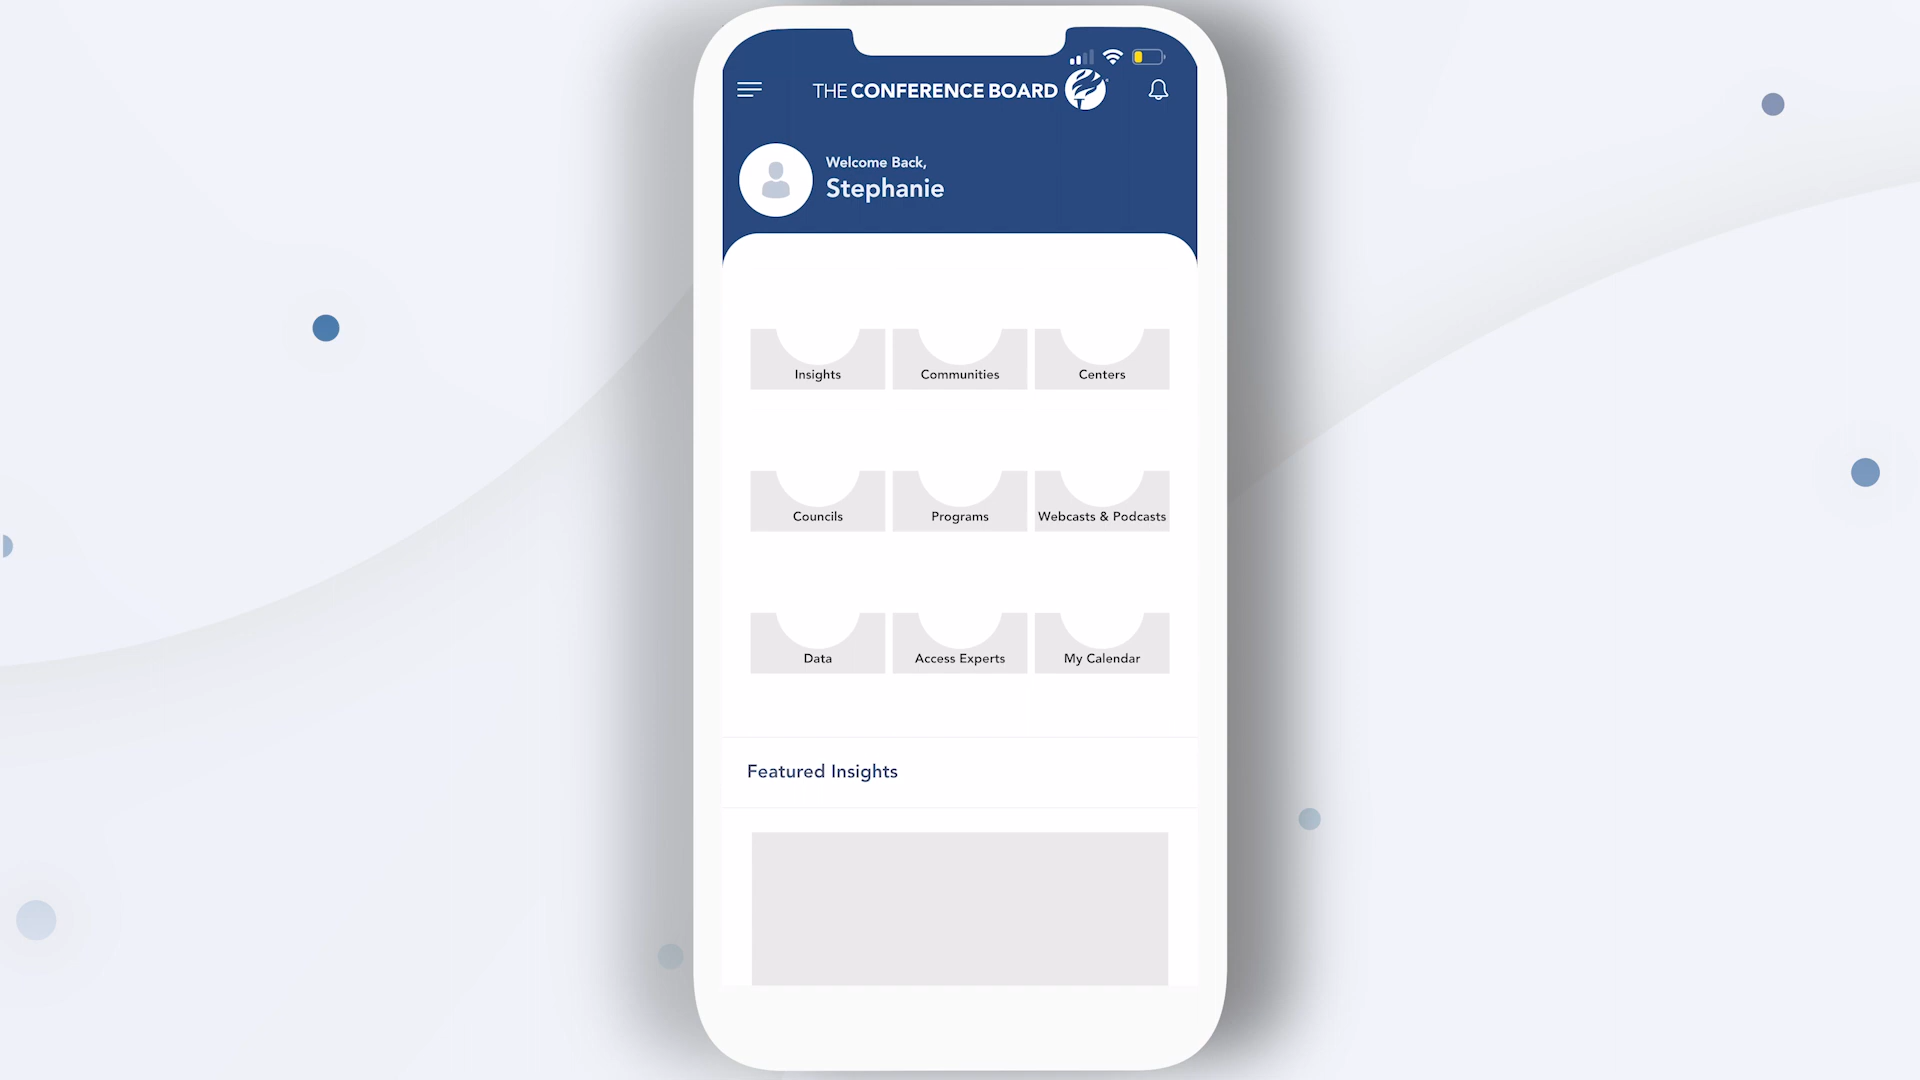 THE CONFERENCE BOARD
Welcome Back,
Stephanie
Insights
Communities
Centers
Councils
Programs
Webcasts & Podcasts
Data
Access Experts
My Calendar
Featured Insights